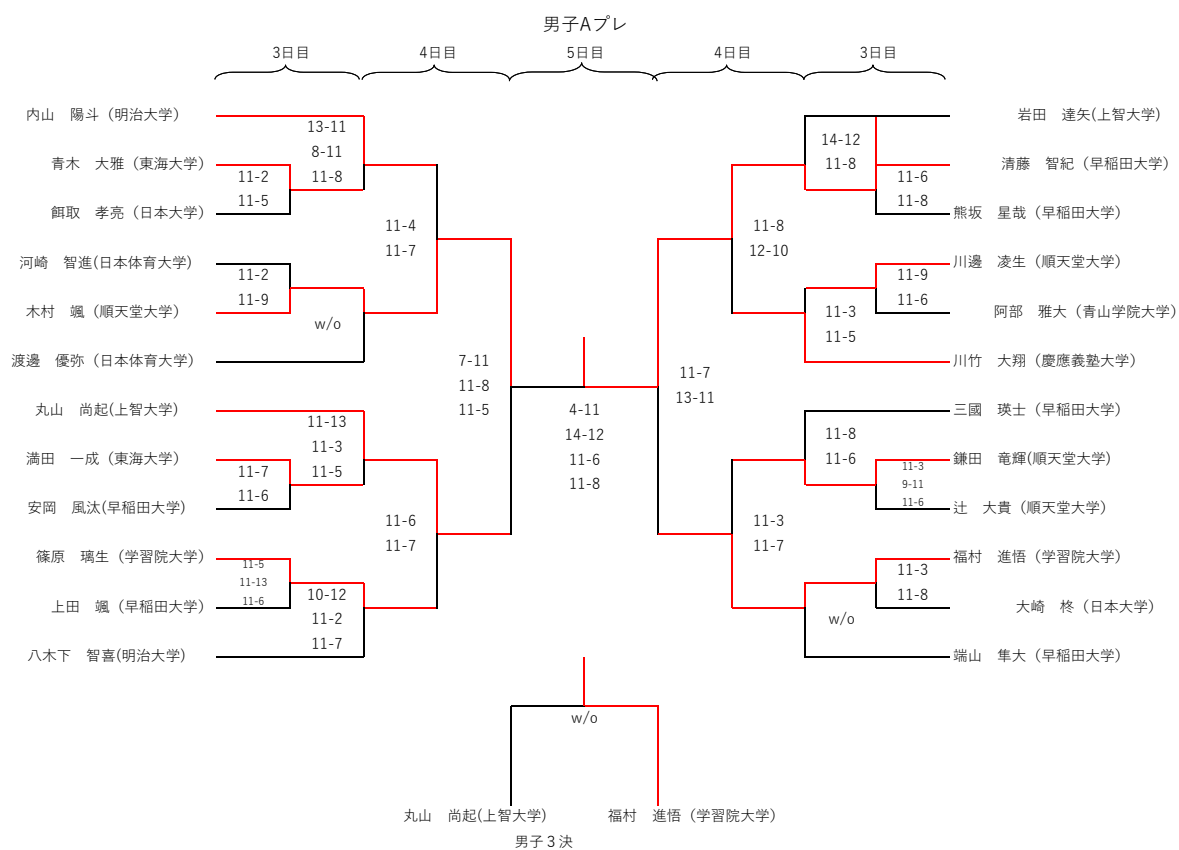 男子Aプレ
3日目
4日目
5日目
4日目
3日目
内山　陽斗（明治大学）
青木　大雅（東海大学）
餌取　孝亮（日本大学）
河崎　智進(日本体育大学）
木村　颯（順天堂大学）
渡邊　優弥（日本体育大学）
丸山　尚起(上智大学）
満田　一成（東海大学）
安岡　風汰(早稲田大学）
篠原　璃生（学習院大学）
上田　颯（早稲田大学）
八木下　智喜(明治大学）
13-11
8-11
11-8
11-2
11-5
11-2
11-9
w/o
11-13
11-3
11-5
11-7
11-6
11-5
11-13
11-6
10-12
11-2
11-7
11-4
11-7
11-6
11-7
7-11
11-8
11-5
4-11
14-12
11-6
11-8
11-7
13-11
11-8
12-10
11-3
11-7
14-12
11-8
11-6
11-8
11-9
11-6
11-3
11-5
11-8
11-6
11-3
9-11
11-6
11-3
11-8
w/o
岩田　達矢(上智大学)
清藤　智紀（早稲田大学）
熊坂　星哉（早稲田大学）
川邉　凌生（順天堂大学）
阿部　雅大（青山学院大学）
川竹　大翔（慶應義塾大学）
三國　瑛士（早稲田大学）
鎌田　竜輝(順天堂大学）
辻　大貴（順天堂大学）
福村　進悟（学習院大学）
大崎　柊（日本大学）
端山　隼大（早稲田大学）
w/o
丸山　尚起(上智大学)
福村　進悟（学習院大学）
男子３決